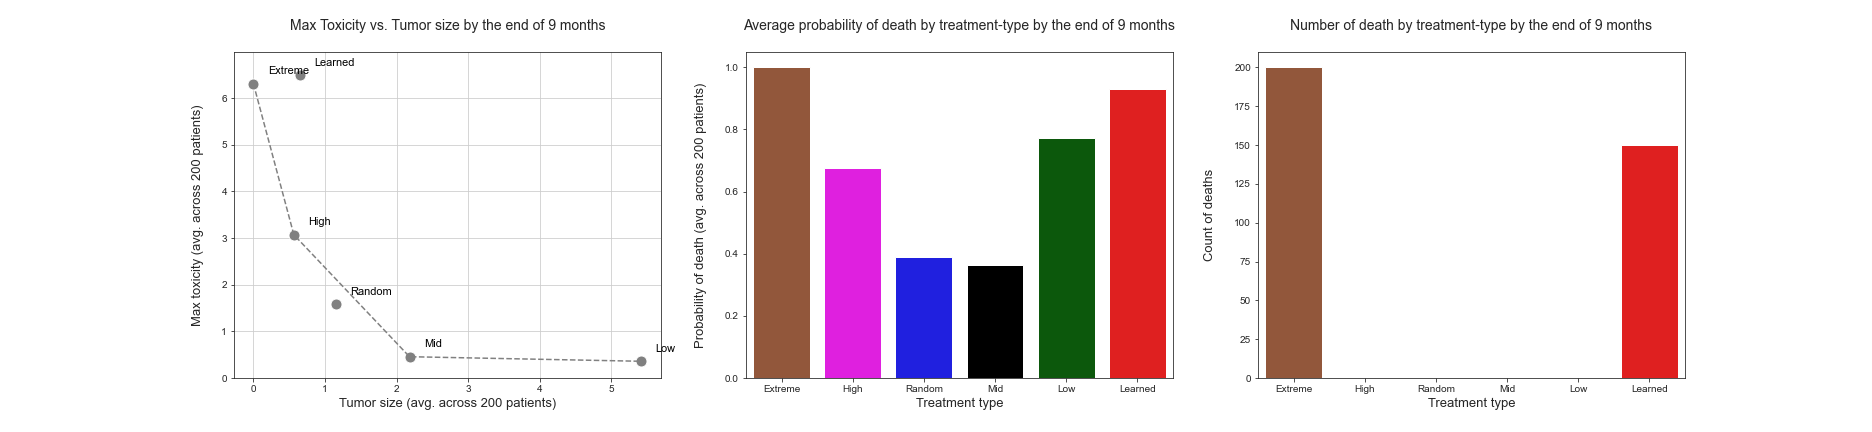 Max Toxicity vs. Tumor size by the end of 9 months
Max toxicity (avg. across 200 patients)
6
5
4
3
2
1
0
Extreme
Learned
High
Random
Mid
Low
0 1 2 3 4 5
Tumor size (avg. across 200 patients)
Average probability of death by treatment-type by the end of 9 months
Probability of death (avg. across 200 patients)
1.0
0.8
0.6
0.4
0.2
0.0
Extreme High Random Mid Low Learned
Treatment type
Number of death by treatment-type by the end of 9 months
Count of deaths
200
175
150
125
100
75
50
25
0
Extreme High Random Mid Low Learned
Treatment type